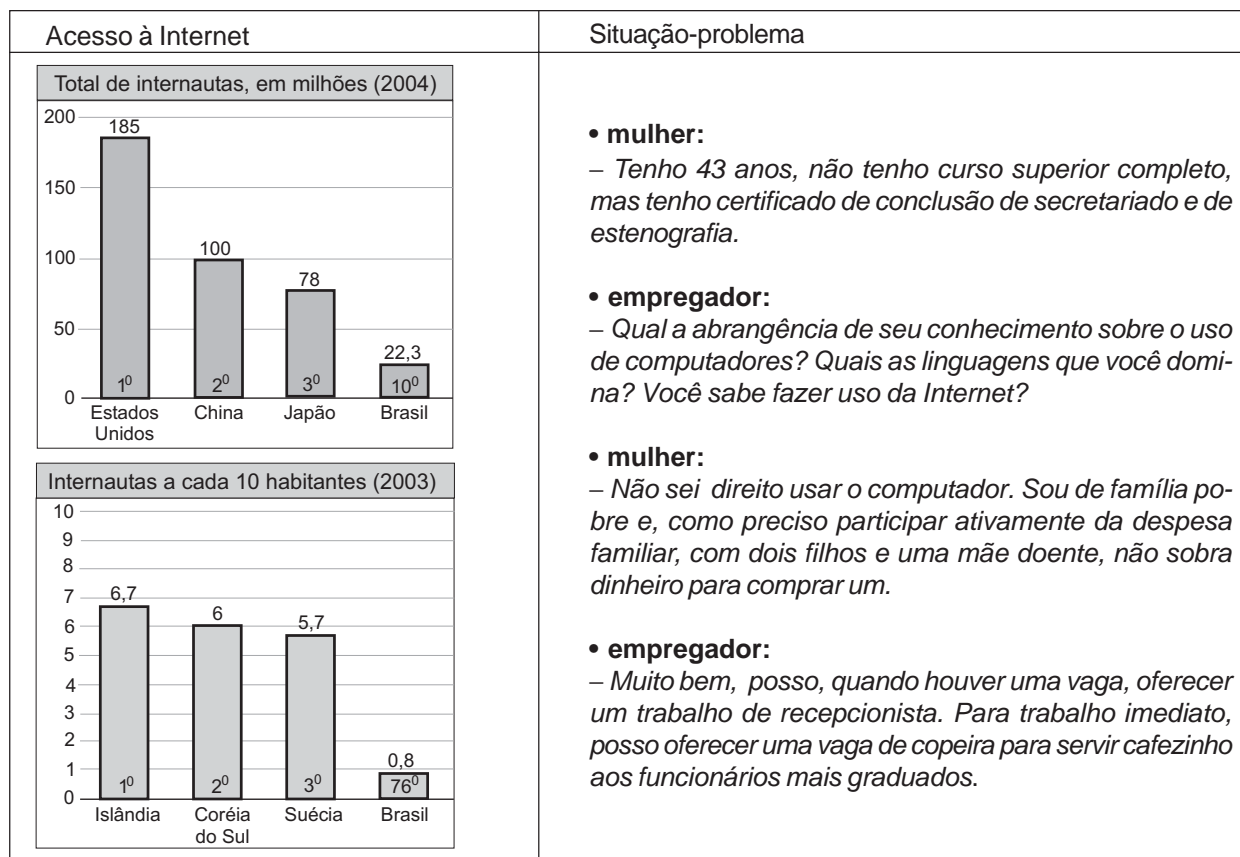 Acesso à Internet
Total de internautas, em milhões (2004)
200
150
100
50
0
185
100
78
22,3
1⁰
2⁰
3⁰
10⁰
Estados
Unidos
China
Japão
Brasil
Internautas a cada 10 habitantes (2003)
10
9
8
7
6
5
4
3
2
1
0
6,7
6
5,7
0,8
1⁰
2⁰
3⁰
76⁰
Islândia
Coréia
do Sul
Suécia
Brasil
Situação-problema
• mulher:
– Tenho 43 anos, não tenho curso superior completo,
mas tenho certificado de conclusão de secretariado e de
estenografia.
• empregador:
– Qual a abrangência de seu conhecimento sobre o uso
de computadores? Quais as linguagens que você domi-
na? Você sabe fazer uso da Internet?
• mulher:
– Não sei direito usar o computador. Sou de família po-
bre e, como preciso participar ativamente da despesa
familiar, com dois filhos e uma mãe doente, não sobra
dinheiro para comprar um.
• empregador:
– Muito bem, posso, quando houver uma vaga, oferecer
um trabalho de recepcionista. Para trabalho imediato,
posso oferecer uma vaga de copeira para servir cafezinho
aos funcionários mais graduados.